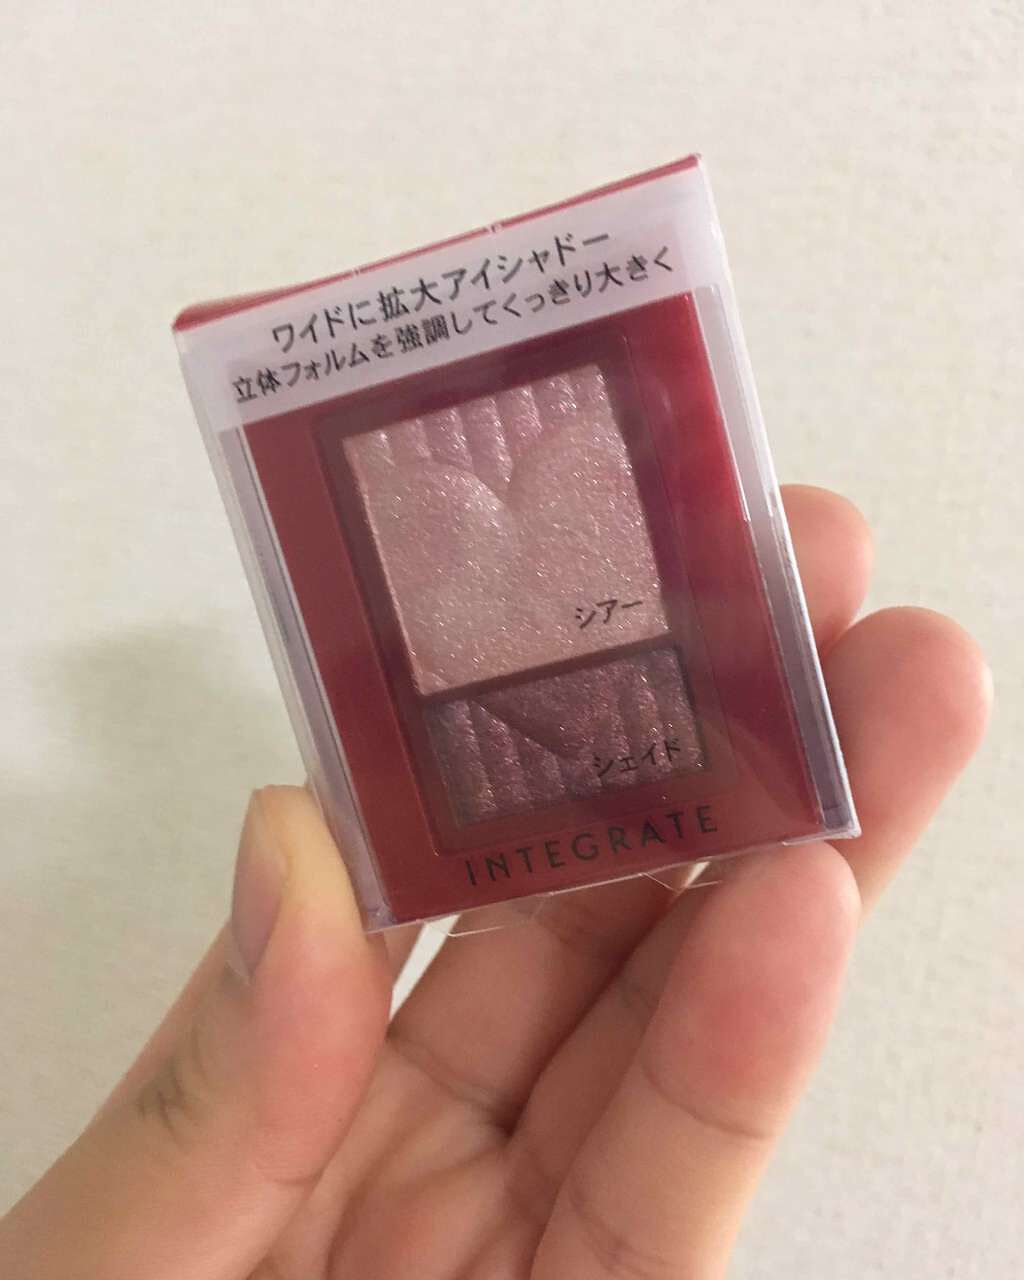 ワイドに拡大アイシャドー
立体フォルムを強調してくっきり大きく
シアー
シェイド
INTEGRATE